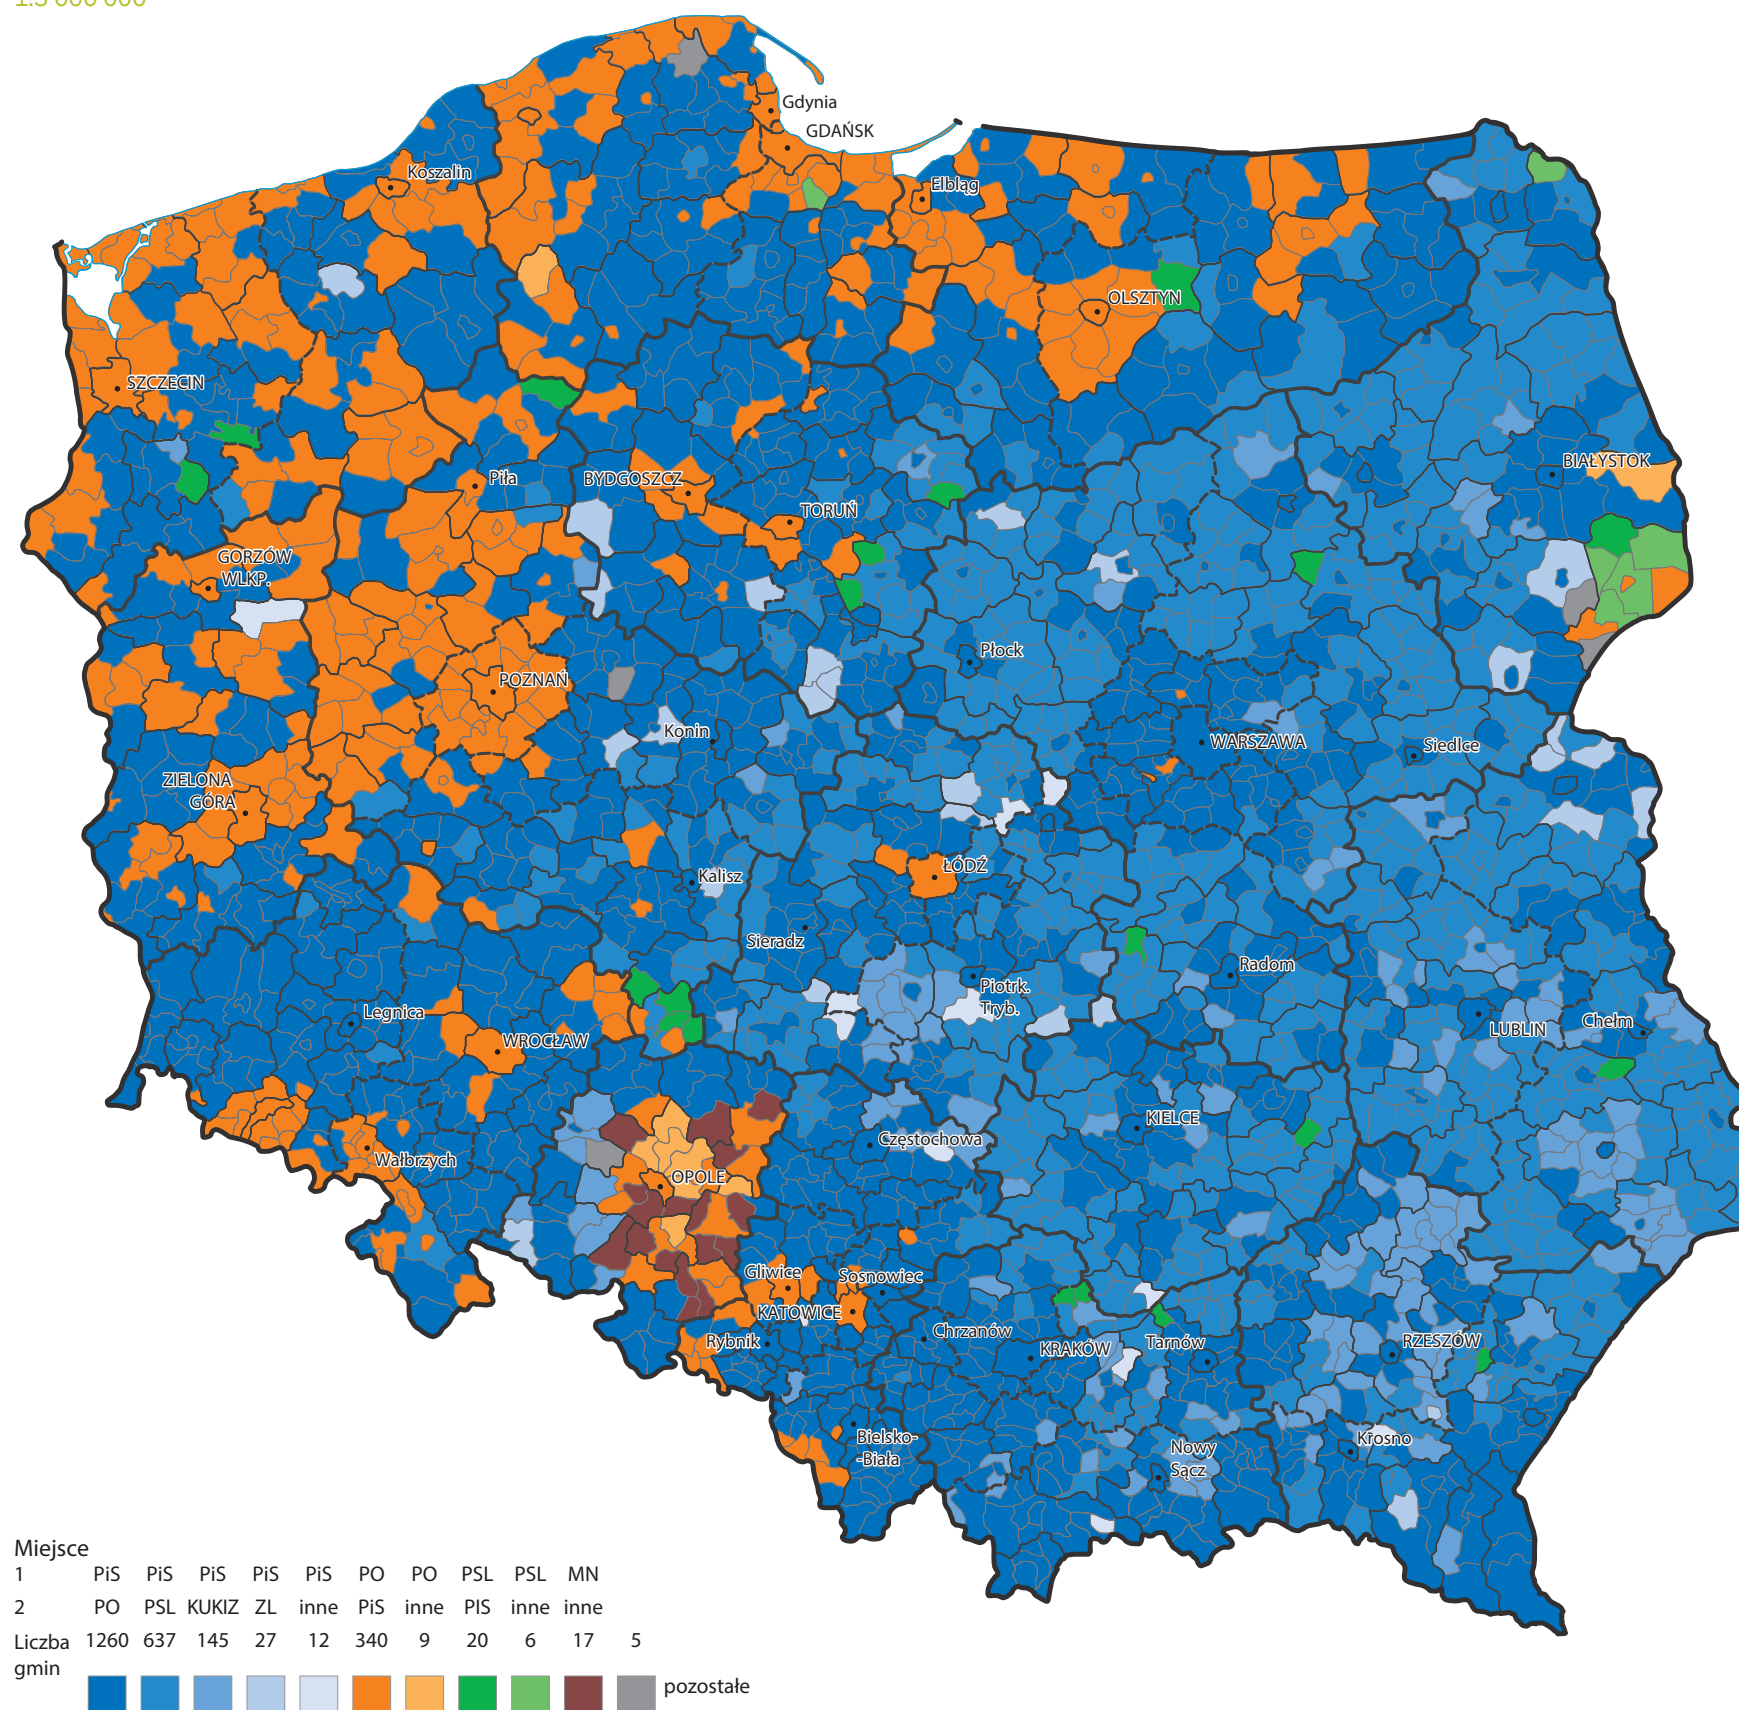 1:3 000 000
Gdynia
GDAŃSK
Koszalin
Elbląg
OLSZTYN
SZCZECIN
BIAŁYSTOK
Piła
BYDGOSZCZ
TORUŃ
GORZÓW
WLKP.
Płock
POZNAŃ
Konin
WARSZAWA
Siedlce
ZIELONA
GÓRA
ŁÓDŹ
Kalisz
Sieradz
Radom
Piotrk.
Tryb.
Legnica
LUBLIN
Chełm
WROCŁAW
KIELCE
Częstochowa
Wałbrzych
OPOLE
Gliwice
Sosnowiec
KATOWICE
Chrzanów
Rybnik
KRAKÓW
Tarnów
RZESZÓW
Bielsko-
-Biała
Krosno
Nowy
Sącz
Miejsce
1 PiS PiS PiS PiS PiS PO PO PSL PSL MN
2 PO PSL KUKIZ ZL inne PiS inne PIS inne inne
Liczba 1260 637 145 27 12 340 9 20 6 17 5
gmin
pozostałe